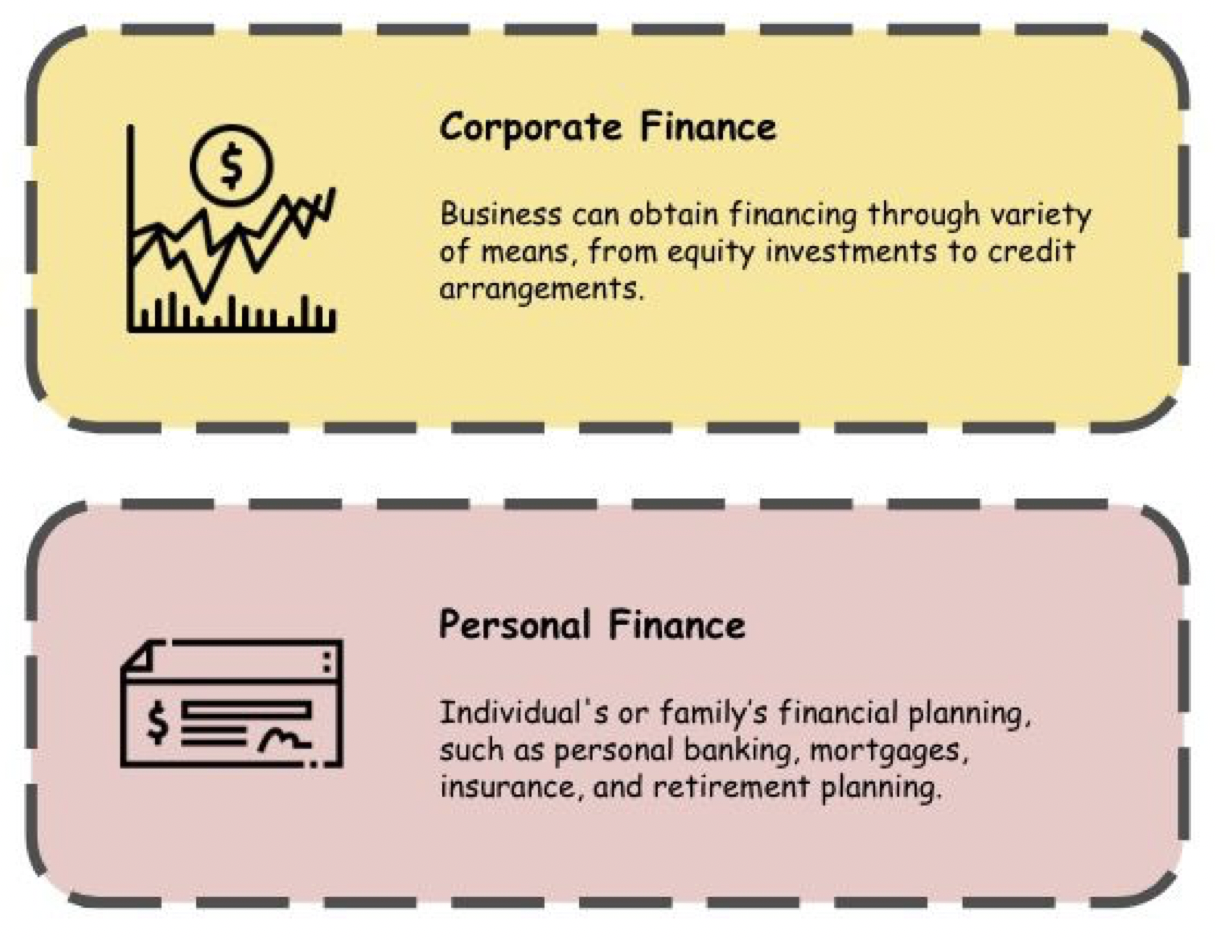 Corporate Finance
Business can obtain financing through variety
of means, from equity investments to credit
arrangements.
Personal Finance
Individual's or family’s financial planning,
such as personal banking, mortgages,
insurance, and retirement planning.
$
$